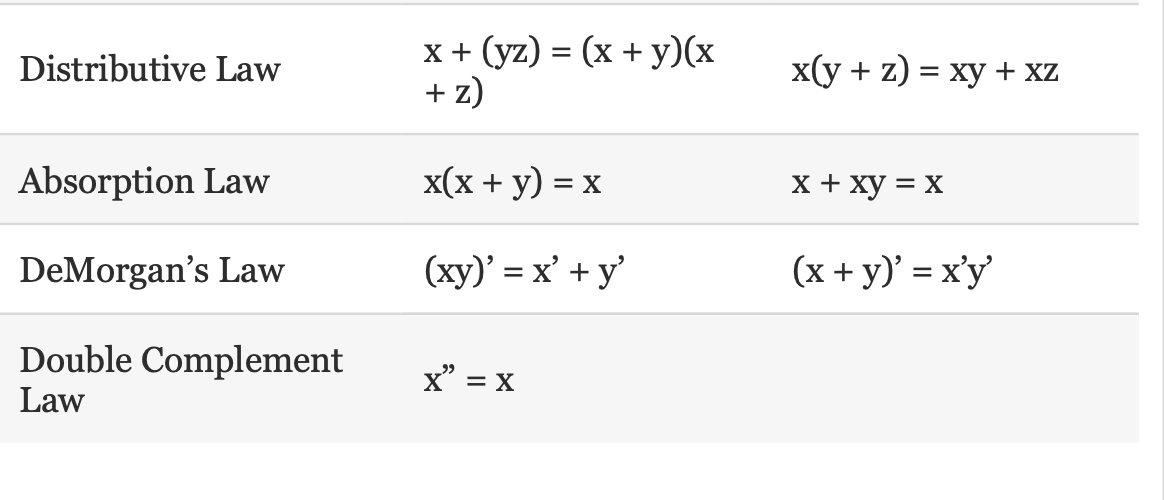 Distributive Law
x + (yz) = (x + y)(x
+ z)
x(y + z) = xy + xz
Absorption Law
x(x + y) = x
x + xy = x
DeMorgan’s Law
(xy)’ = x’ + y’
(x + y)’ = x’y’
Double Complement
Law
x” = x